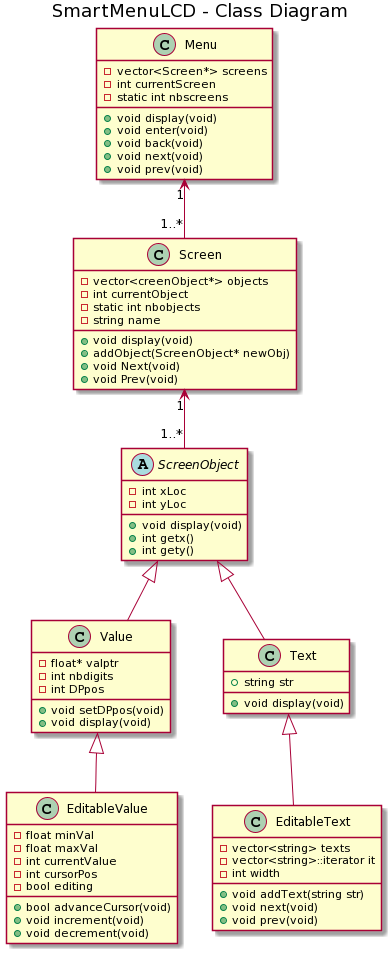 SmartMenuLCD - Class Diagram
C Menu
vector<Screen*> screens
int currentScreen
static int nbscreens
void display(void)
void enter(void)
void back(void)
void next(void)
void prev(void)
1
1..*
C Screen
vector<creenObject*> objects
int currentObject
static int nbobjects
string name
void display(void)
addObject(ScreenObject* newObj)
void Next(void)
void Prev(void)
1
1..*
A ScreenObject
int xLoc
int yLoc
void display(void)
int getx()
int gety()
C Value
float* valptr
int nbdigits
int DPpos
void setDPpos(void)
void display(void)
C Text
string str
void display(void)
C EditableValue
float minVal
float maxVal
int currentValue
int cursorPos
bool editing
bool advanceCursor(void)
void increment(void)
void decrement(void)
C EditableText
vector<string> texts
vector<string>::iterator it
int width
void addText(string str)
void next(void)
void prev(void)